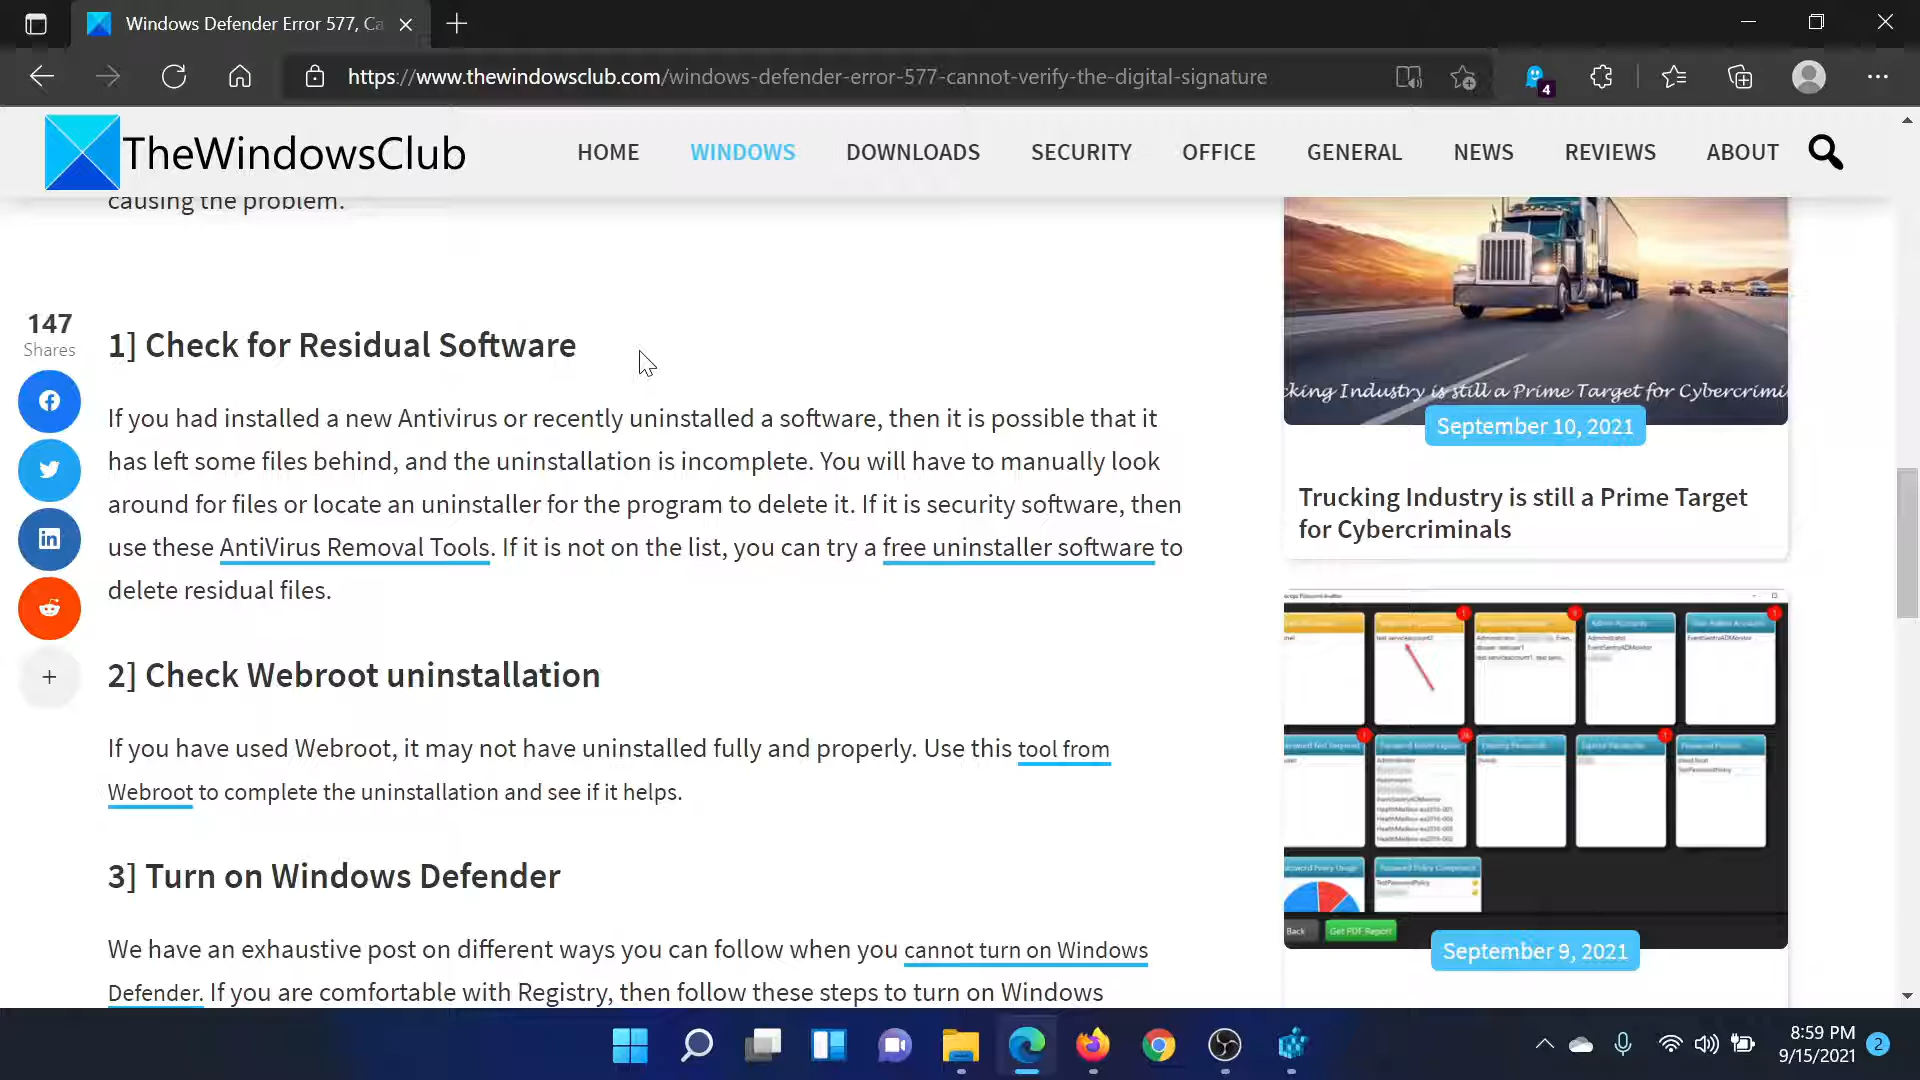 Windows Defender Error 577, Ca
https://www.thewindowsclub.com/windows-defender-error-577-cannot-verify-the-digital-signature
4
TheWindowsClub
HOME
WINDOWS
DOWNLOADS
SECURITY
OFFICE
GENERAL
NEWS
REVIEWS
ABOUT
causing the problem.
147
Shares
1] Check for Residual Software
If you had installed a new Antivirus or recently uninstalled a software, then it is possible that it
has left some files behind, and the uninstallation is incomplete. You will have to manually look
around for files or locate an uninstaller for the program to delete it. If it is security software, then
use these AntiVirus Removal Tools. If it is not on the list, you can try a free uninstaller software to
delete residual files.
2] Check Webroot uninstallation
If you have used Webroot, it may not have uninstalled fully and properly. Use this tool from
Webroot to complete the uninstallation and see if it helps.
3] Turn on Windows Defender
We have an exhaustive post on different ways you can follow when you cannot turn on Windows
Defender. If you are comfortable with Registry, then follow these steps to turn on Windows
cking Industry is still a Prime Target for Cybercrimi
September 10, 2021
Trucking Industry is still a Prime Target
for Cybercriminals
Admin Accounts
Administrator
EventSentryADMonitor
Back
Get PDF Report
September 9, 2021
8:59 PM
9/15/2021
2